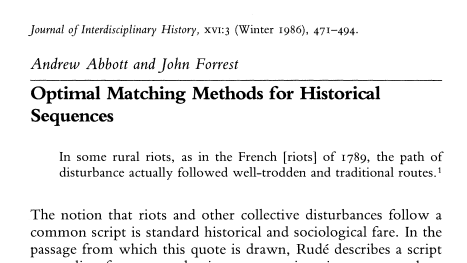 Journal of Interdisciplinary History, XVI:3 (Winter 1986), 471–494.
Andrew Abbott and John Forrest
Optimal Matching Methods for Historical
Sequences
In some rural riots, as in the French [riots] of 1789, the path of
disturbance actually followed well-trodden and traditional routes.¹
The notion that riots and other collective disturbances follow a
common script is standard historical and sociological fare. In the
passage from which this quote is drawn, Rudé describes a script